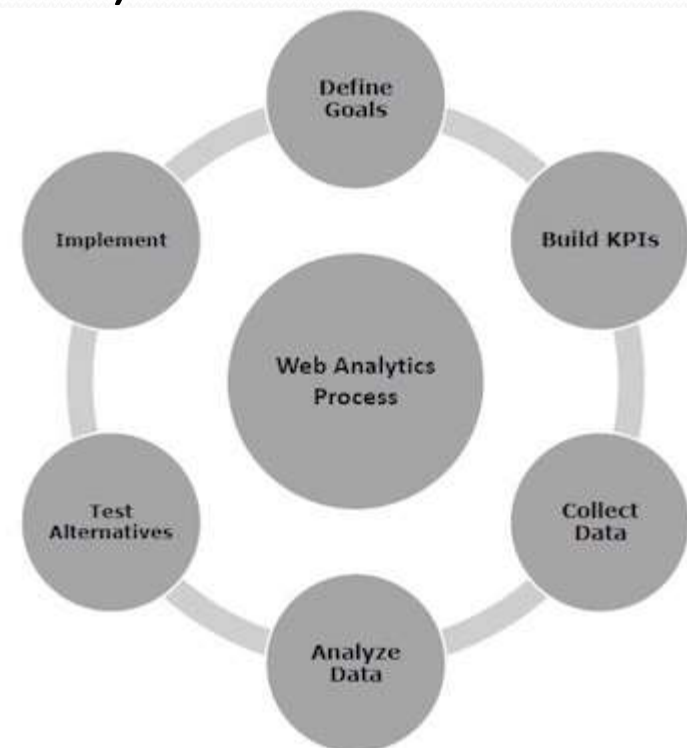 Define
Goals
Build KPIs
Collect
Data
Analyze
Data
Test
Alternatives
Implement
Web Analytics
Process